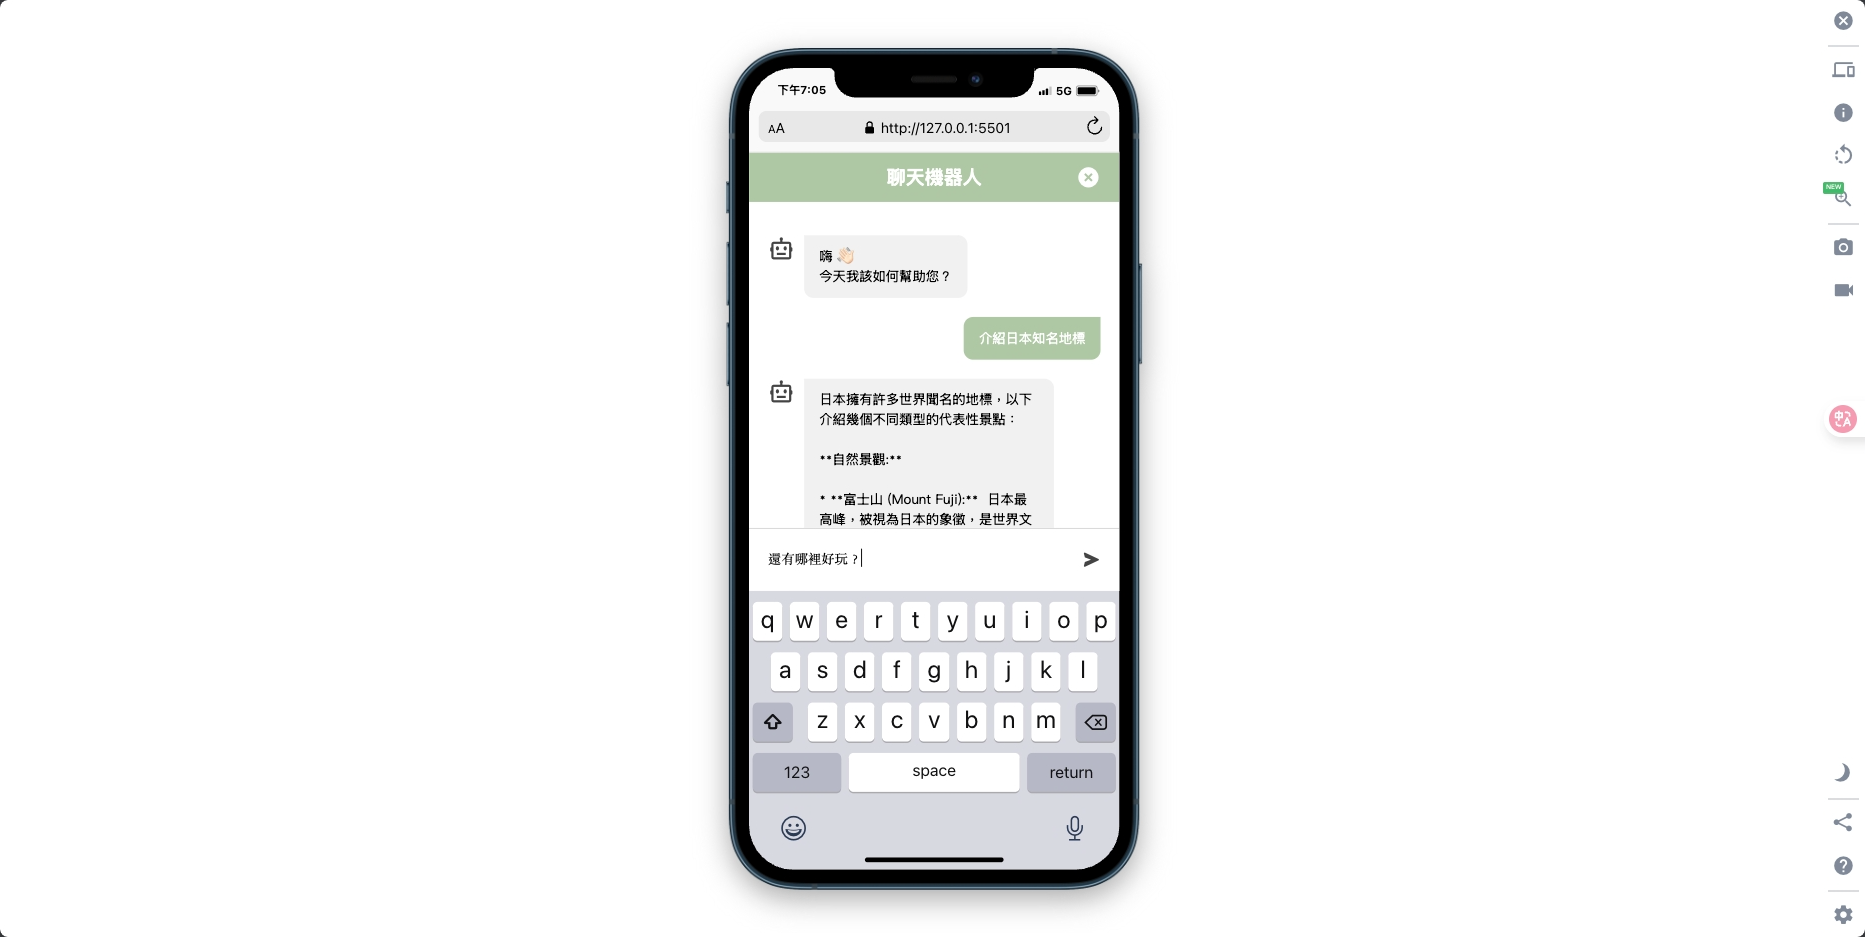 下午7:05
5G
AA
http://127.0.0.1:5501
聊天機器人
嗨 👋🏻
今天我該如何幫助您？
介紹日本知名地標
日本擁有許多世界聞名的地標，以下
介紹幾個不同類型的代表性景點：
**自然景觀:**
* **富士山 (Mount Fuji):**  日本最
高峰，被視為日本的象徵，是世界文
還有哪裡好玩？
q w e r t y u i o p
a s d f g h j k l
z x c v b n m
123 space return
NEW
中 A